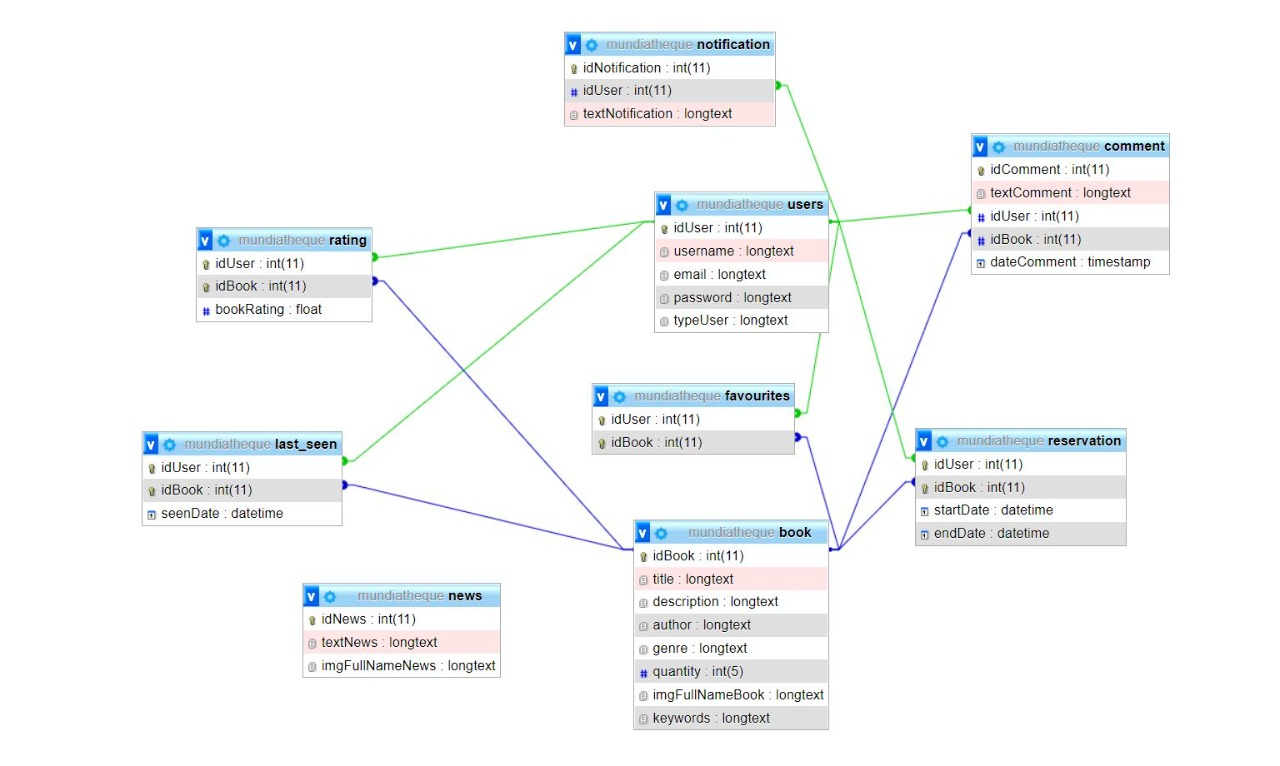 mundiatheque notification
idNotification : int(11)
idUser : int(11)
textNotification : longtext
mundiatheque comment
idComment : int(11)
textComment : longtext
idUser : int(11)
idBook : int(11)
dateComment : timestamp
mundiatheque users
idUser : int(11)
username : longtext
email : longtext
password : longtext
typeUser : longtext
mundiatheque rating
idUser : int(11)
idBook : int(11)
bookRating : float
mundiatheque favourites
idUser : int(11)
idBook : int(11)
mundiatheque last_seen
idUser : int(11)
idBook : int(11)
seenDate : datetime
mundiatheque reservation
idUser : int(11)
idBook : int(11)
startDate : datetime
endDate : datetime
mundiatheque book
idBook : int(11)
title : longtext
description : longtext
author : longtext
genre : longtext
quantity : int(5)
imgFullNameBook : longtext
keywords : longtext
mundiatheque news
idNews : int(11)
textNews : longtext
imgFullNameNews : longtext